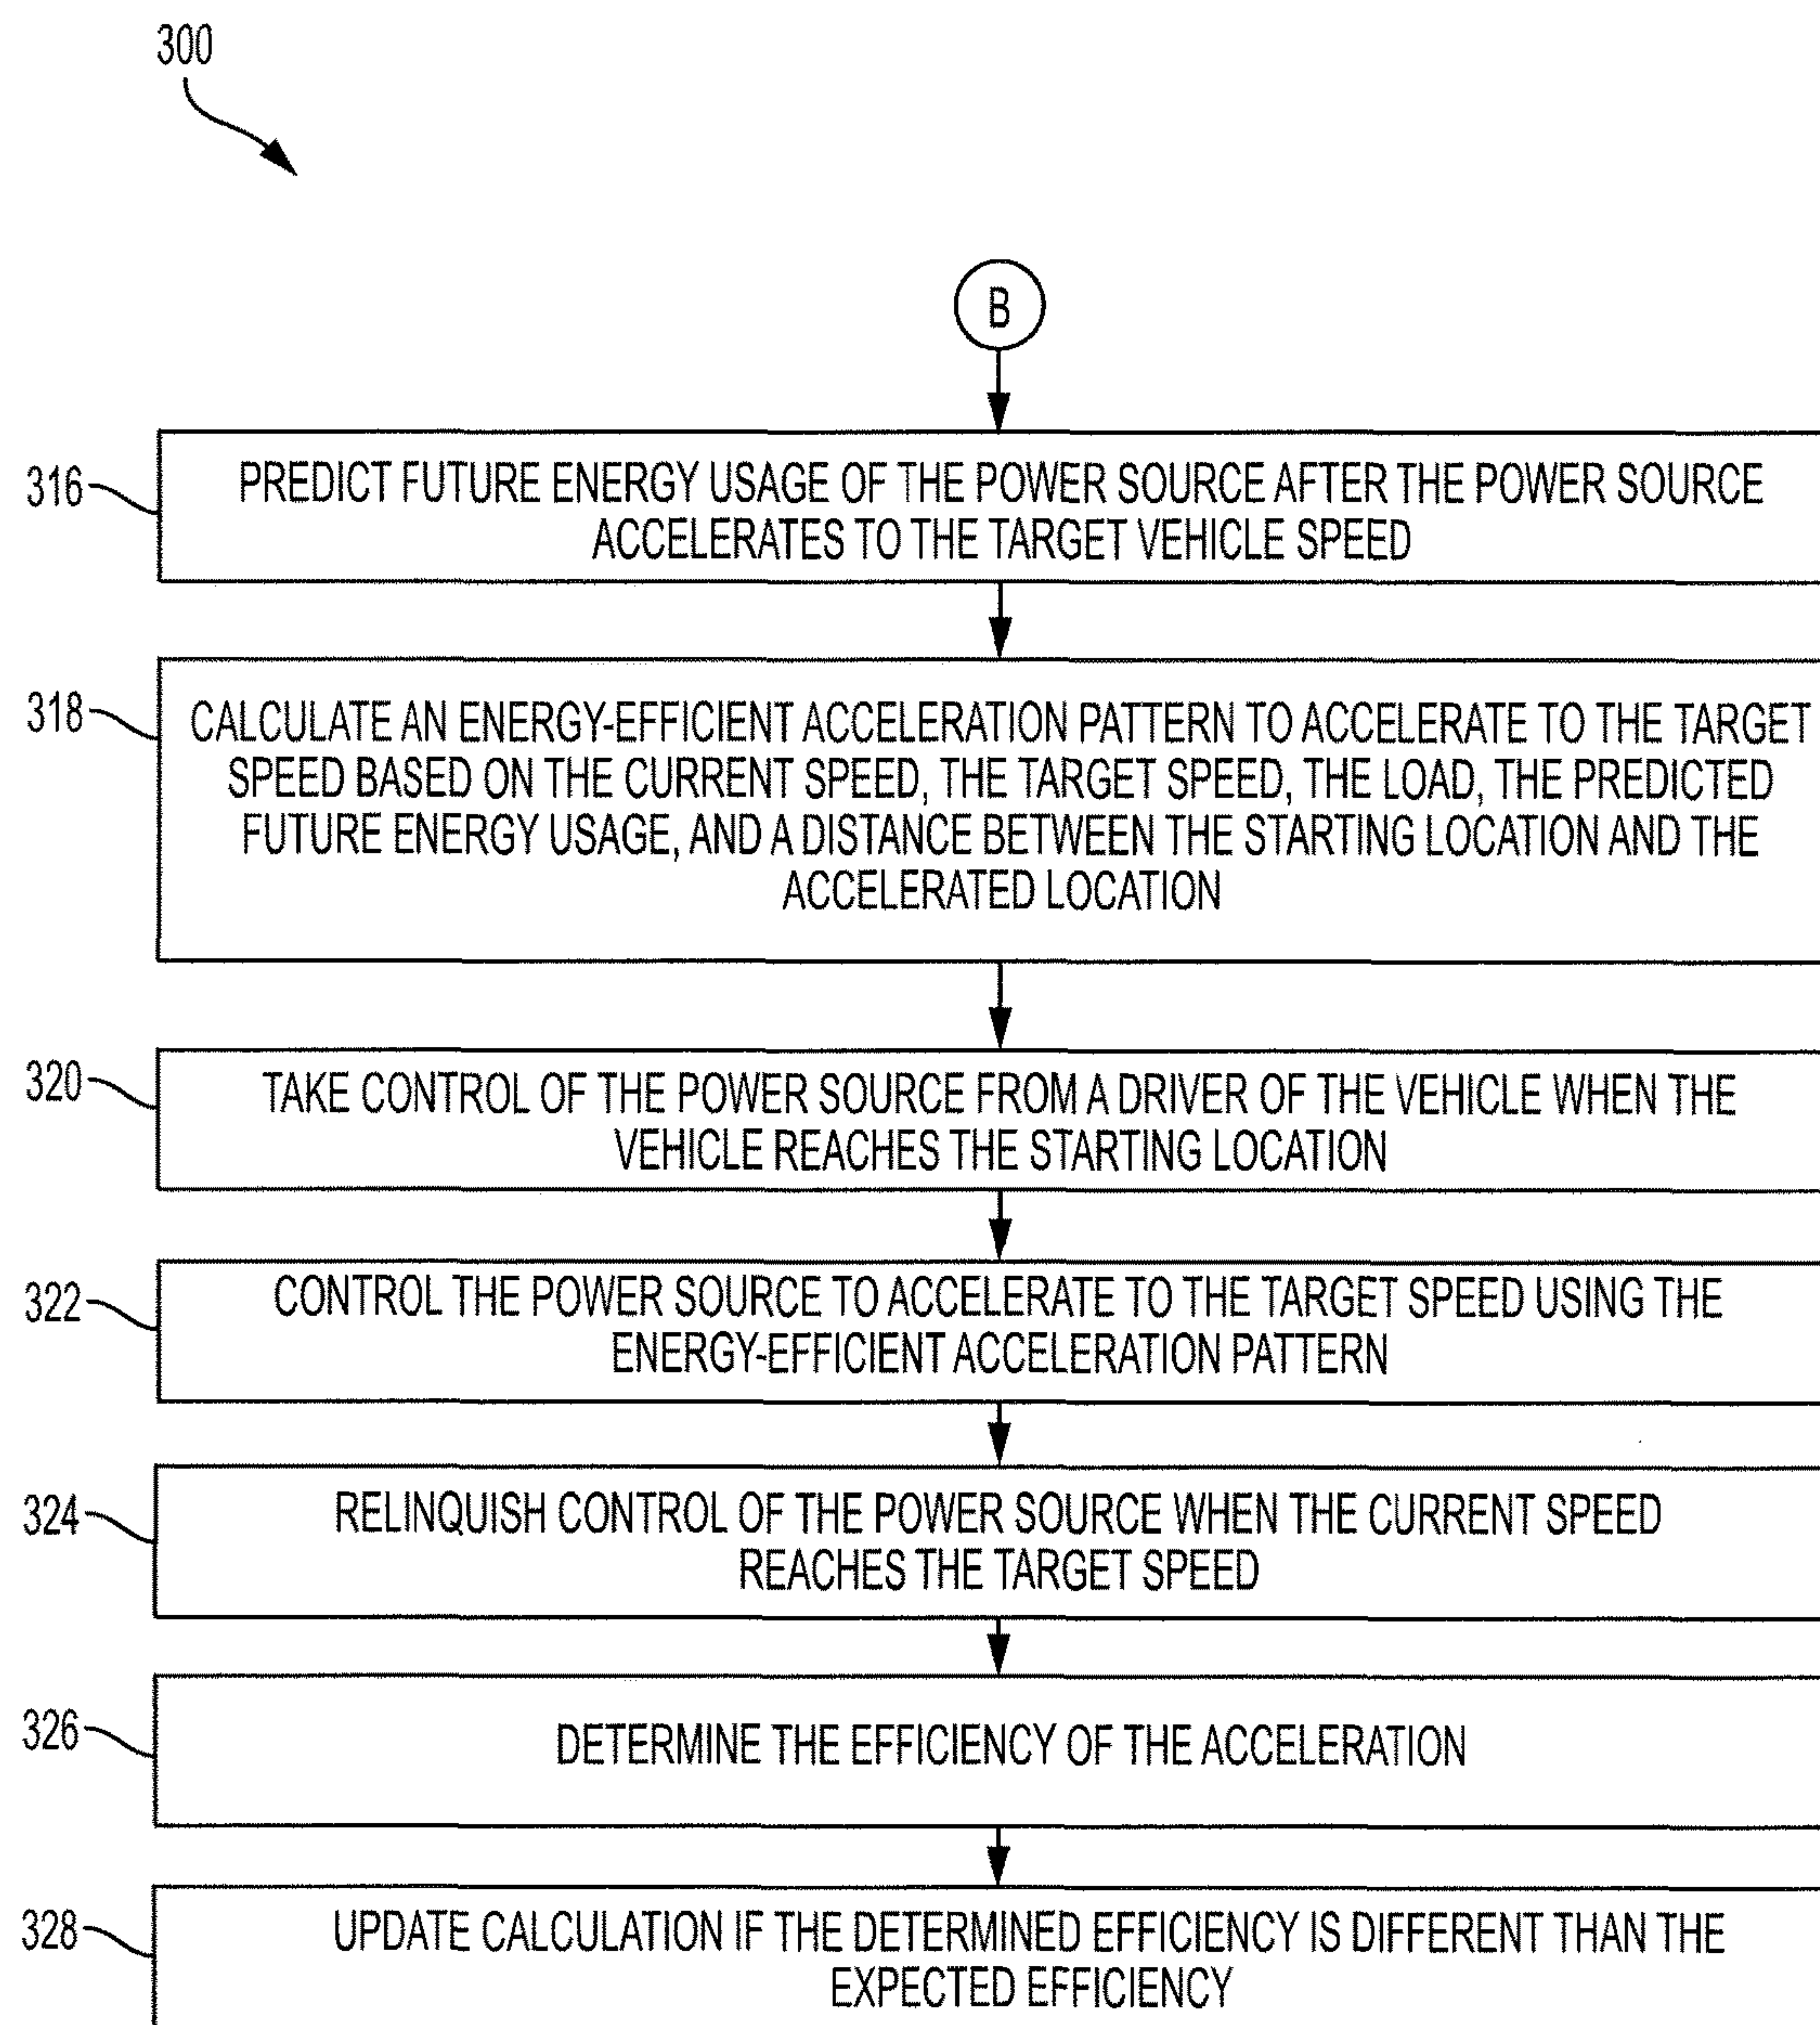 300
B
316
PREDICT FUTURE ENERGY USAGE OF THE POWER SOURCE AFTER THE POWER SOURCE
ACCELERATES TO THE TARGET VEHICLE SPEED
318
CALCULATE AN ENERGY-EFFICIENT ACCELERATION PATTERN TO ACCELERATE TO THE TARGET
SPEED BASED ON THE CURRENT SPEED, THE TARGET SPEED, THE LOAD, THE PREDICTED
FUTURE ENERGY USAGE, AND A DISTANCE BETWEEN THE STARTING LOCATION AND THE
ACCELERATED LOCATION
320
TAKE CONTROL OF THE POWER SOURCE FROM A DRIVER OF THE VEHICLE WHEN THE
VEHICLE REACHES THE STARTING LOCATION
322
CONTROL THE POWER SOURCE TO ACCELERATE TO THE TARGET SPEED USING THE
ENERGY-EFFICIENT ACCELERATION PATTERN
324
RELINQUISH CONTROL OF THE POWER SOURCE WHEN THE CURRENT SPEED
REACHES THE TARGET SPEED
326
DETERMINE THE EFFICIENCY OF THE ACCELERATION
328
UPDATE CALCULATION IF THE DETERMINED EFFICIENCY IS DIFFERENT THAN THE
EXPECTED EFFICIENCY